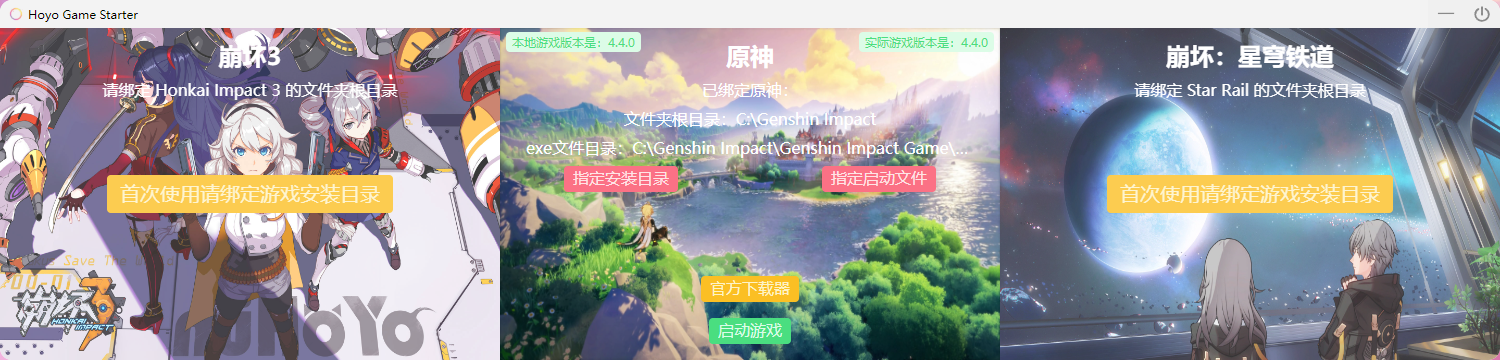 Hoyo Game Starter
崩坏3
请绑定 Honkai Impact 3 的文件夹根目录
首次使用请绑定游戏安装目录
Save The World
崩坏3
HONKAI IMPACT
miHoYo
本地游戏版本是：4.4.0
实际游戏版本是：4.4.0
原神
已绑定原神：
文件夹根目录：C:\Genshin Impact
exe文件目录：C:\Genshin Impact\Genshin Impact Game\...
指定安装目录
指定启动文件
官方下载器
启动游戏
崩坏：星穹铁道
请绑定 Star Rail 的文件夹根目录
首次使用请绑定游戏安装目录